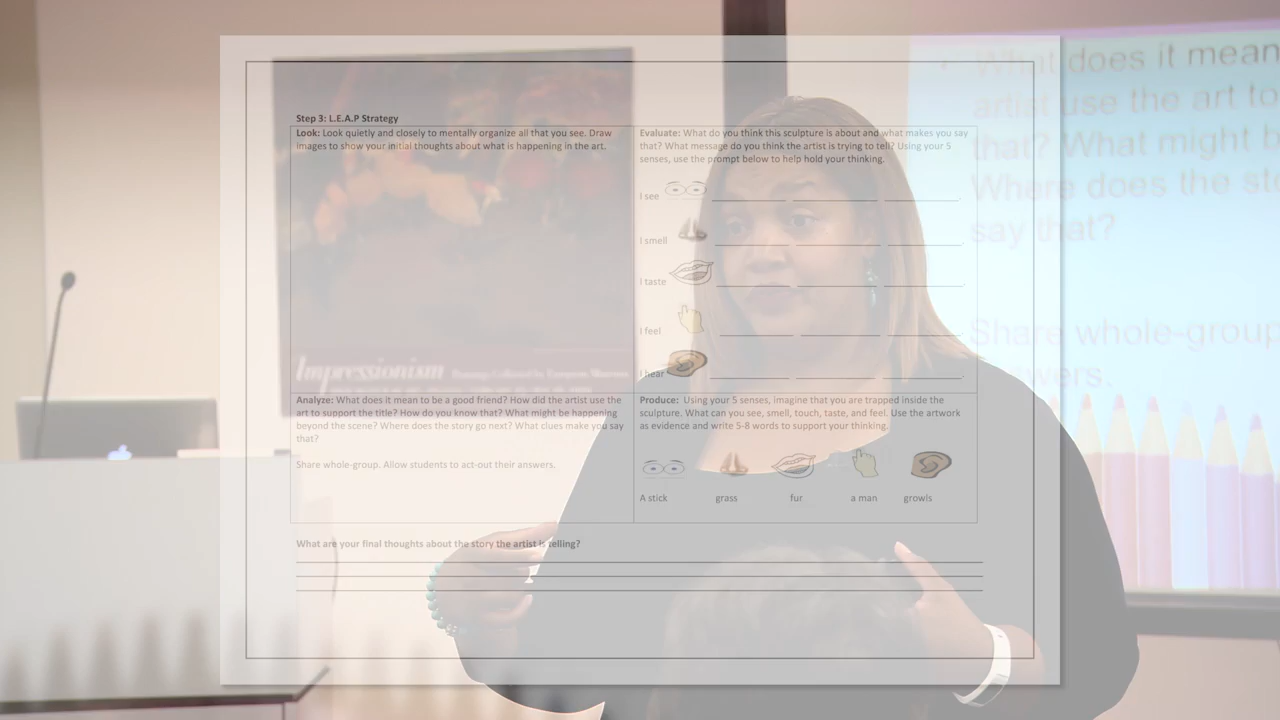 Step 3: L.E.A.P Strategy
Look: Look quietly and closely to mentally organize all that you see. Draw
images to show your initial thoughts about what is happening in the art.
Evaluate: What do you think this sculpture is about and what makes you say
that? What message do you think the artist is trying to tell? Using your 5
senses, use the prompt below to help hold your thinking.
I see
I smell
I taste
I feel
I hear
Analyze: What does it mean to be a good friend? How did the artist use the
art to support the title? How do you know that? What might be happening
beyond the scene? Where does the story go next? What clues make you say
that?
Share whole-group. Allow students to act-out their answers.
Produce: Using your 5 senses, imagine that you are trapped inside the
sculpture. What can you see, smell, touch, taste, and feel. Use the artwork
as evidence and write 5-8 words to support your thinking.
A stick grass fur a man growls
What are your final thoughts about the story the artist is telling?
Impressionism
What does it mean
artist use the art to
that? What might b
Where does the sto
say that?
Share whole-group
wers.